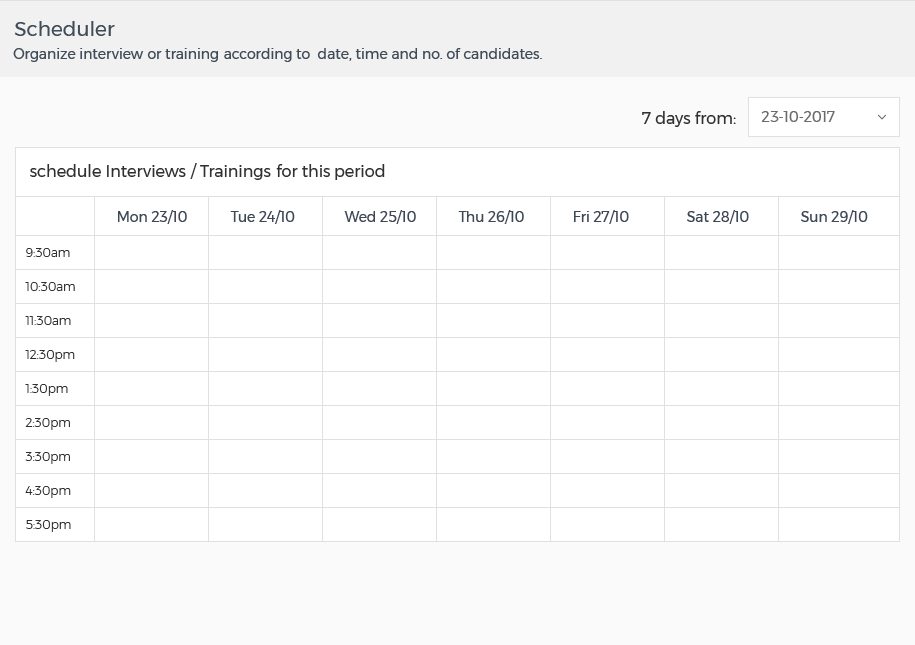 Scheduler
Organize interview or training according to  date, time and no. of candidates.
7 days from: 23-10-2017
schedule Interviews / Trainings for this period
Mon 23/10 Tue 24/10 Wed 25/10 Thu 26/10 Fri 27/10 Sat 28/10 Sun 29/10
9:30am
10:30am
11:30am
12:30pm
1:30pm
2:30pm
3:30pm
4:30pm
5:30pm